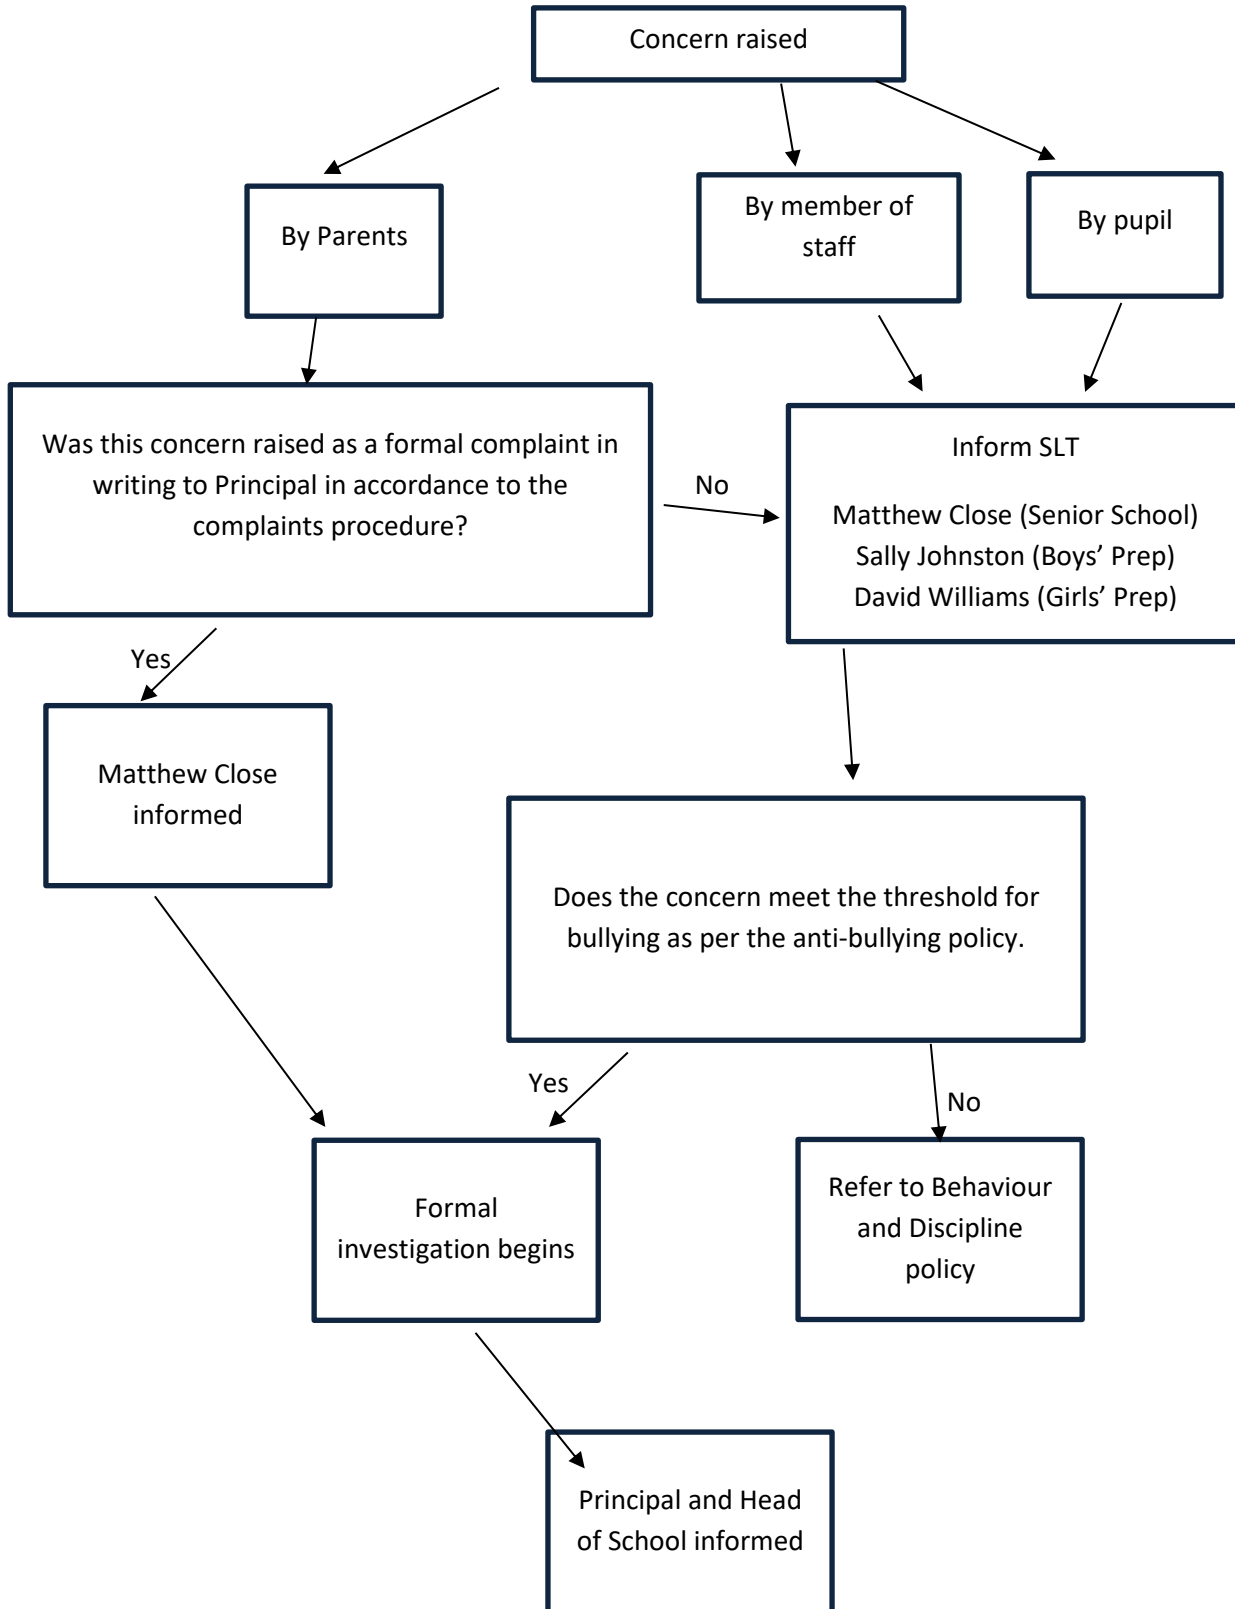 Concern raised
By Parents
By member of
staff
By pupil
Was this concern raised as a formal complaint in
writing to Principal in accordance to the
complaints procedure?
No
Inform SLT
Matthew Close (Senior School)
Sally Johnston (Boys’ Prep)
David Williams (Girls’ Prep)
Yes
Matthew Close
informed
Does the concern meet the threshold for
bullying as per the anti-bullying policy.
Yes
No
Formal
investigation begins
Refer to Behaviour
and Discipline
policy
Principal and Head
of School informed